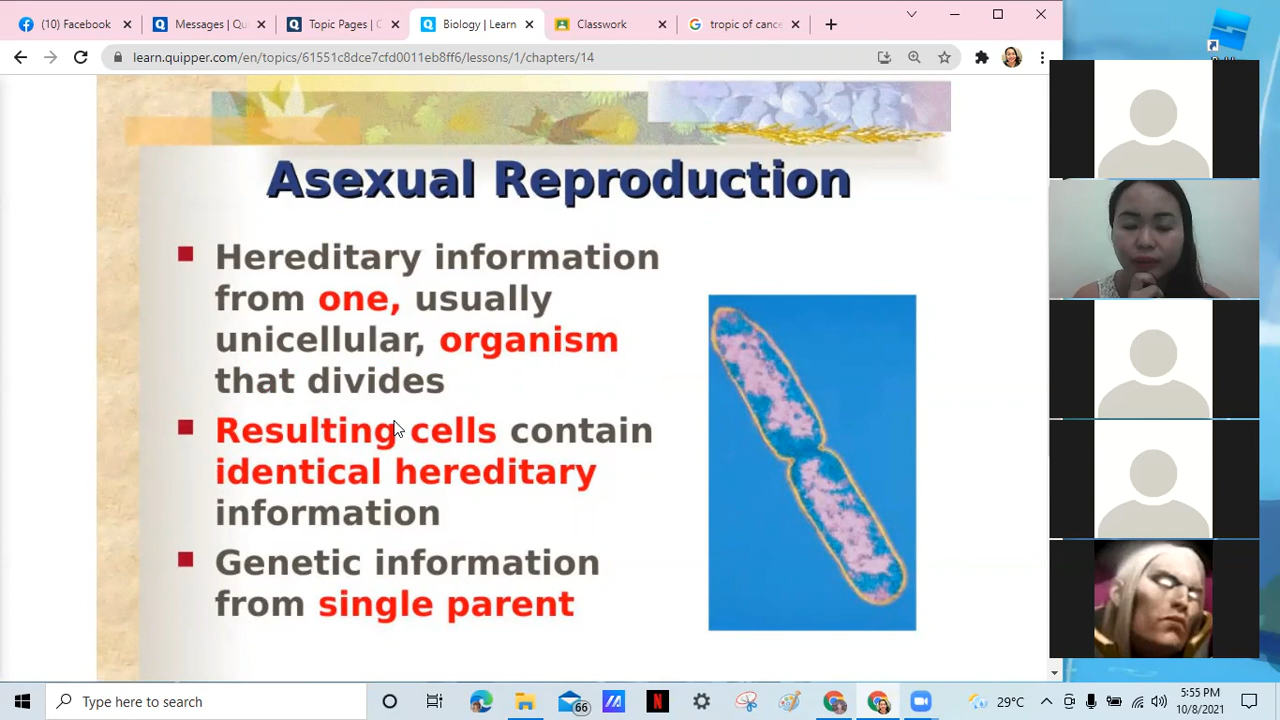 (10) Facebook
Messages | Qu
Topic Pages | C
Biology | Learn
Classwork
tropic of cance
learn.quipper.com/en/topics/61551c8dce7cfd0011eb8ff6/lessons/1/chapters/14
Asexual Reproduction
Hereditary information
from one, usually
unicellular, organism
that divides
Resulting cells contain
identical hereditary
information
Genetic information
from single parent
Type here to search
66
29°C
5:55 PM
10/8/2021